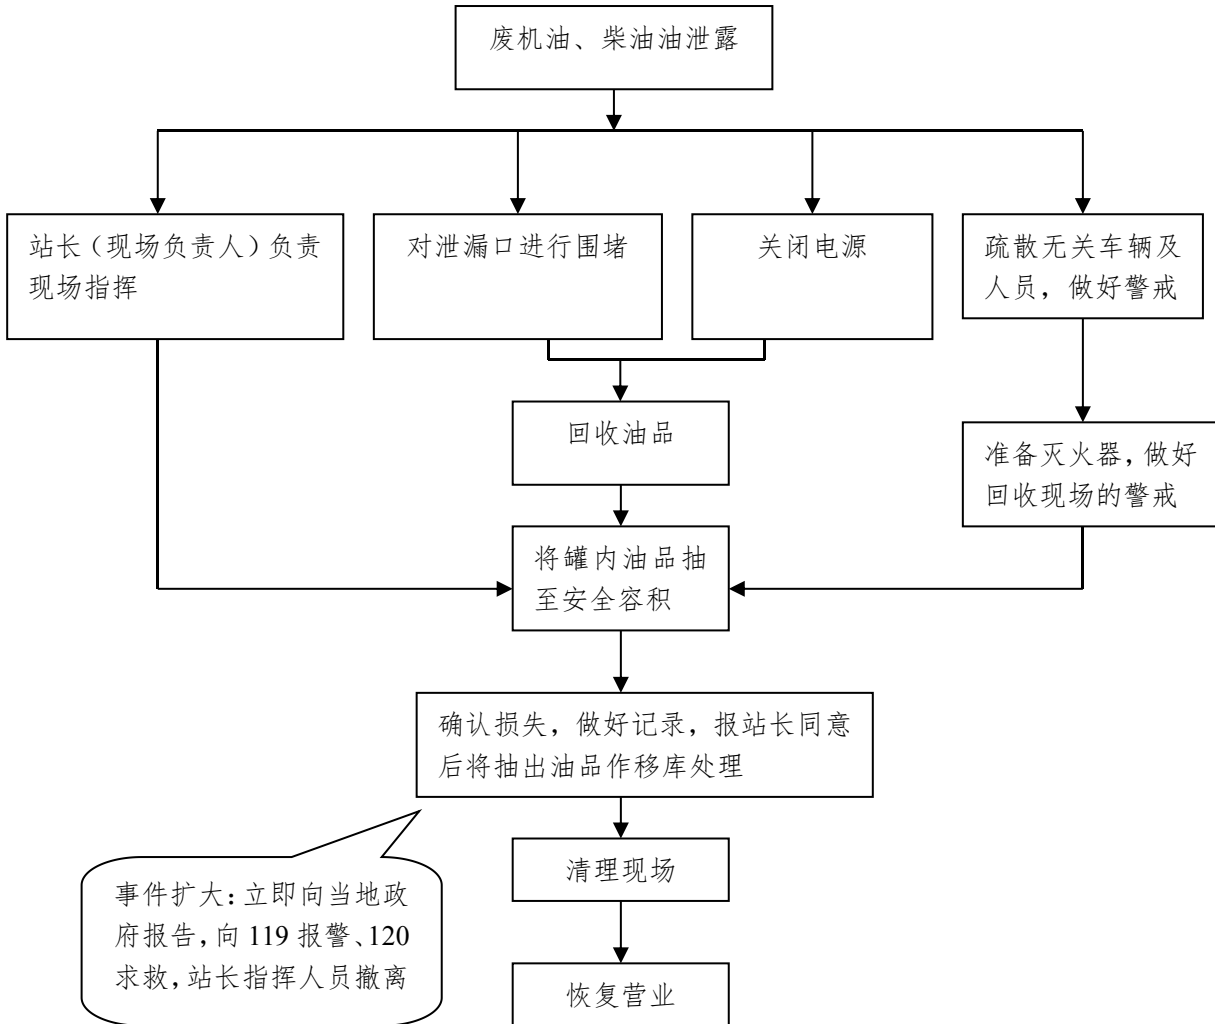 废机油、柴油油泄露
站长（现场负责人）负责
现场指挥
对泄漏口进行围堵
关闭电源
疏散无关车辆及
人员，做好警戒
回收油品
准备灭火器，做好
回收现场的警戒
将罐内油品抽
至安全容积
确认损失，做好记录，报站长同意
后将抽出油品作移库处理
清理现场
事件扩大：立即向当地政
府报告，向 119 报警、120
求救，站长指挥人员撤离
恢复营业